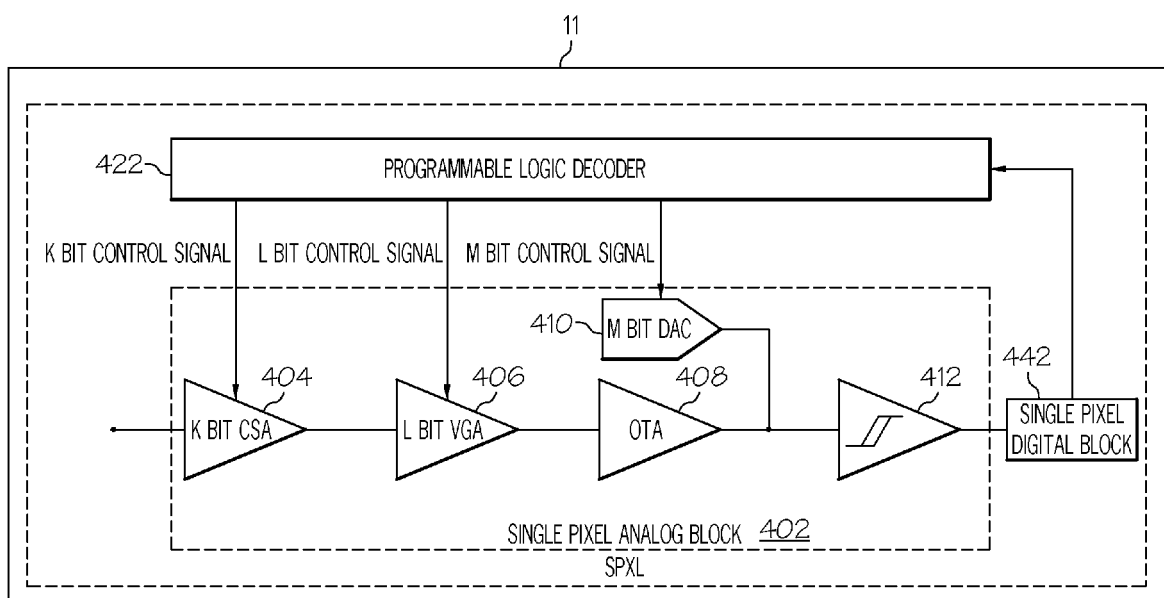 11
422
PROGRAMMABLE LOGIC DECODER
K BIT CONTROL SIGNAL
L BIT CONTROL SIGNAL
M BIT CONTROL SIGNAL
410
M BIT DAC
404
406
408
412
442
K BIT CSA
L BIT VGA
OTA
SINGLE PIXEL
DIGITAL BLOCK
SINGLE PIXEL ANALOG BLOCK 402
SPXL